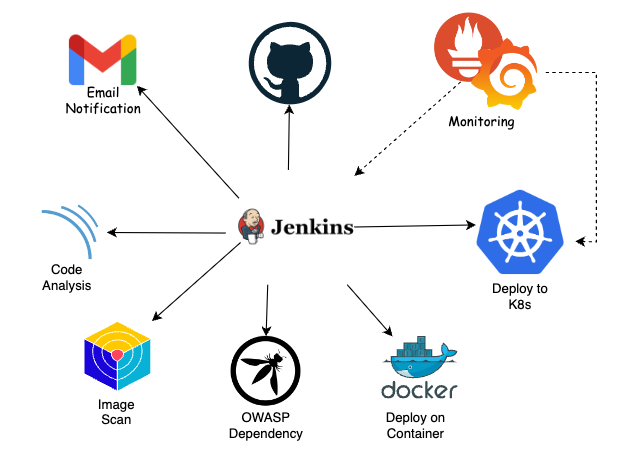 Email
Notification
Monitoring
Jenkins
Code
Analysis
Deploy to
K8s
Image
Scan
OWASP
Dependency
docker
Deploy on
Container